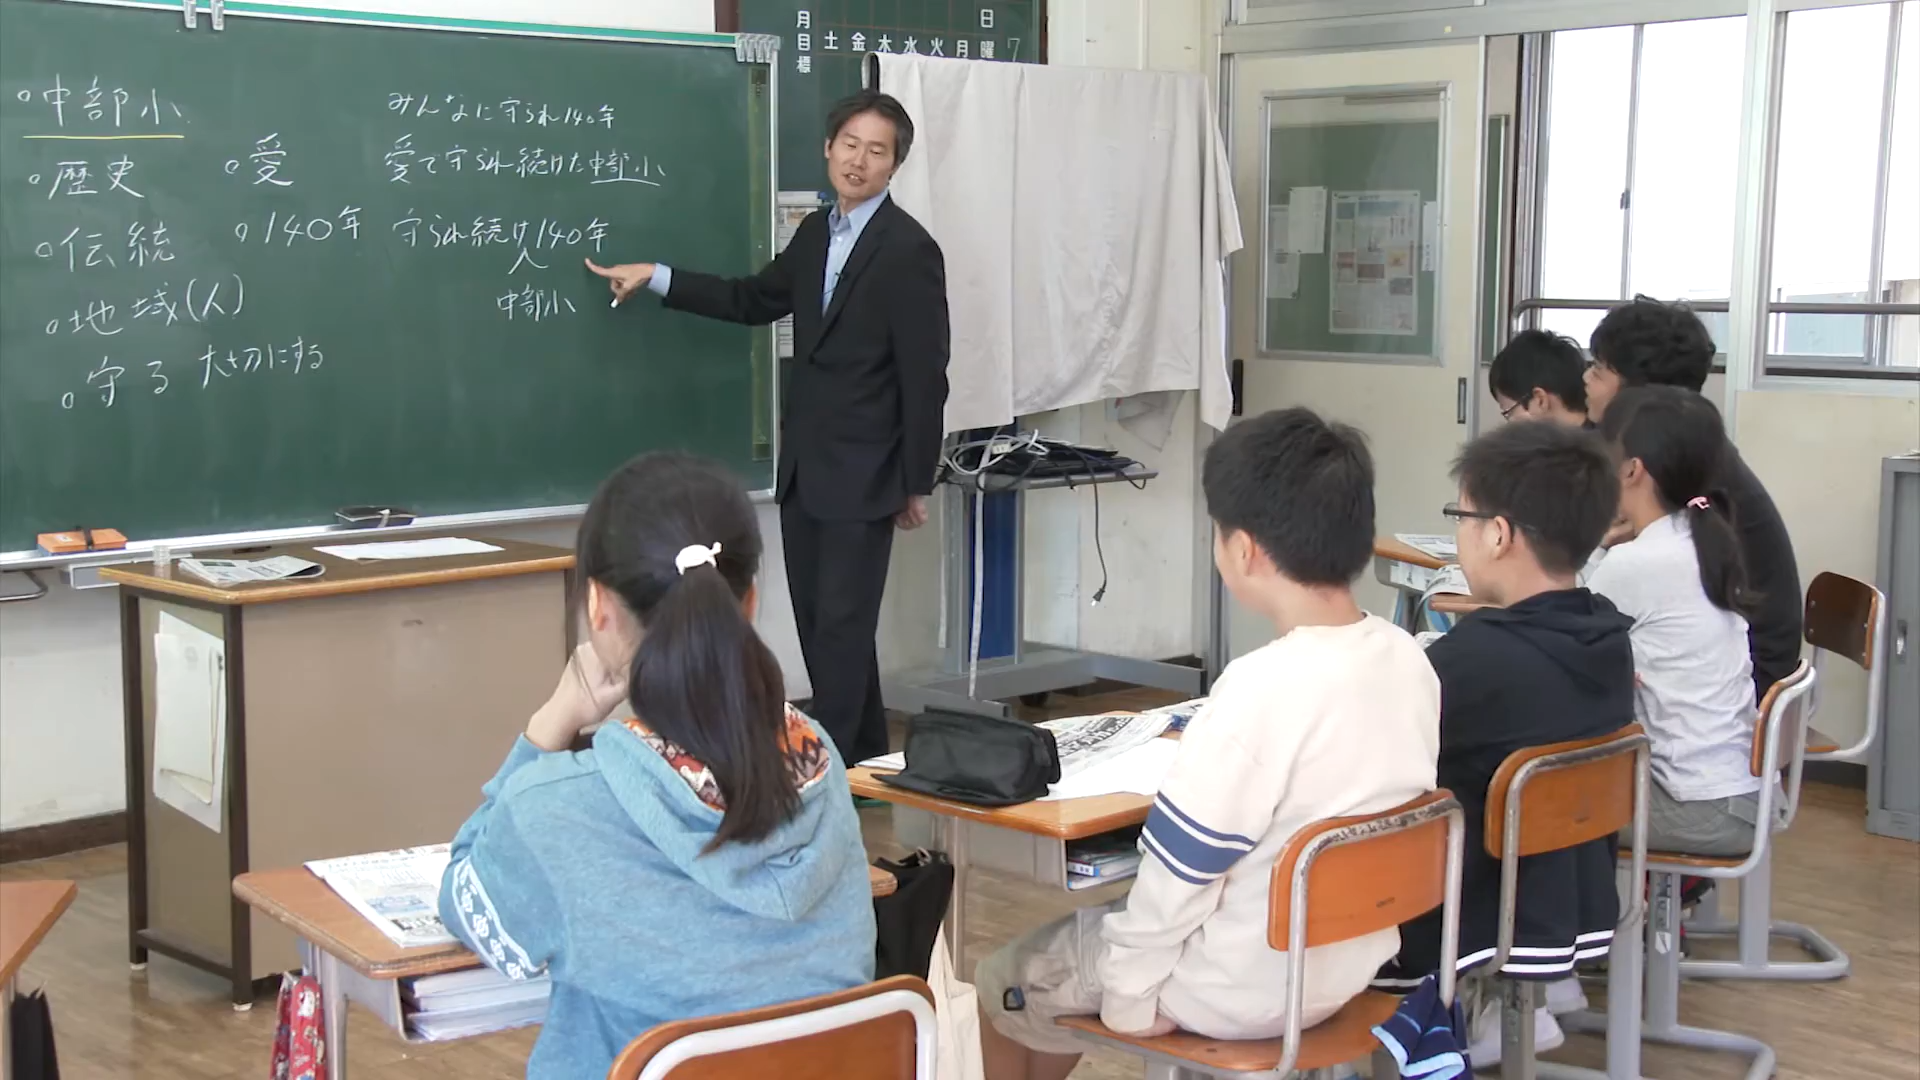 中部小
歴史
伝統
地域(人)
守る 大切にする
愛
140年
みんなに守られ140年
愛で守られ続けた中部小
守られ続け140年
中部小
月目標
土 金 木 水 火 月
日曜
7